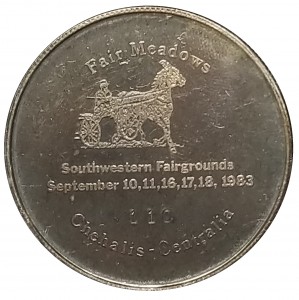 Fair Meadows
Southwestern Fairgrounds
September 10,11,16,17,18, 1983
Chehalis-Centralia